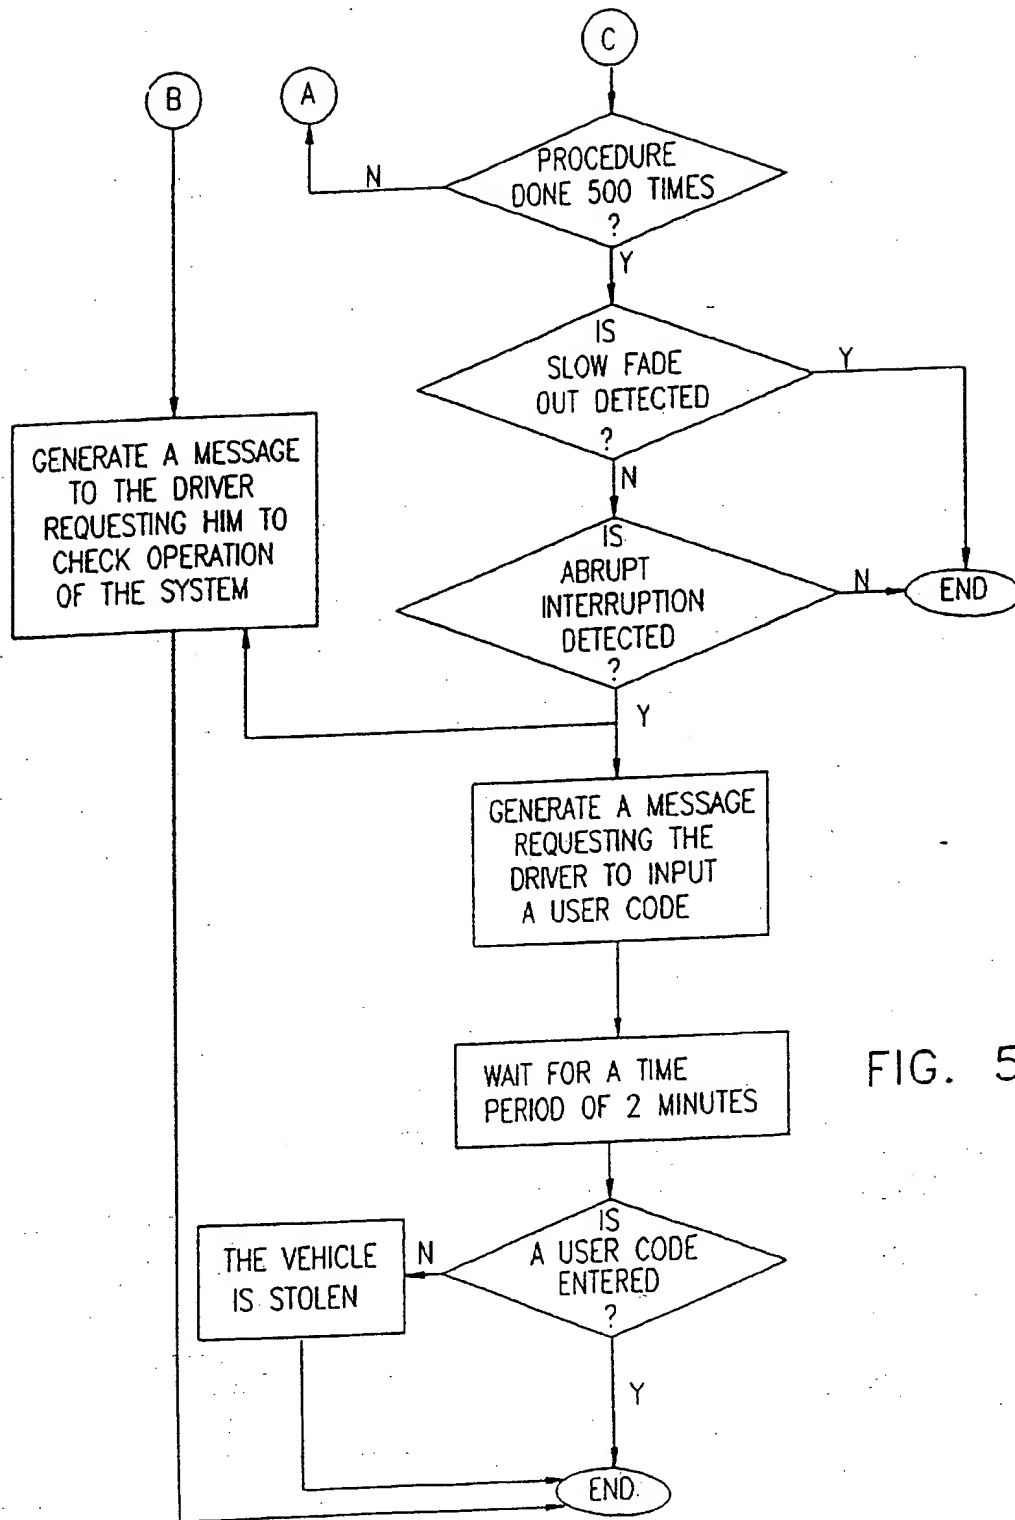 C
B
A
PROCEDURE
DONE 500 TIMES
?
N
Y
IS
SLOW FADE
OUT DETECTED
?
Y
N
GENERATE A MESSAGE
TO THE DRIVER
REQUESTING HIM TO
CHECK OPERATION
OF THE SYSTEM
IS
ABRUPT
INTERRUPTION
DETECTED
?
N
END
Y
GENERATE A MESSAGE
REQUESTING THE
DRIVER TO INPUT
A USER CODE
WAIT FOR A TIME
PERIOD OF 2 MINUTES
FIG. 5
IS
A USER CODE
ENTERED
?
N
THE VEHICLE
IS STOLEN
Y
END